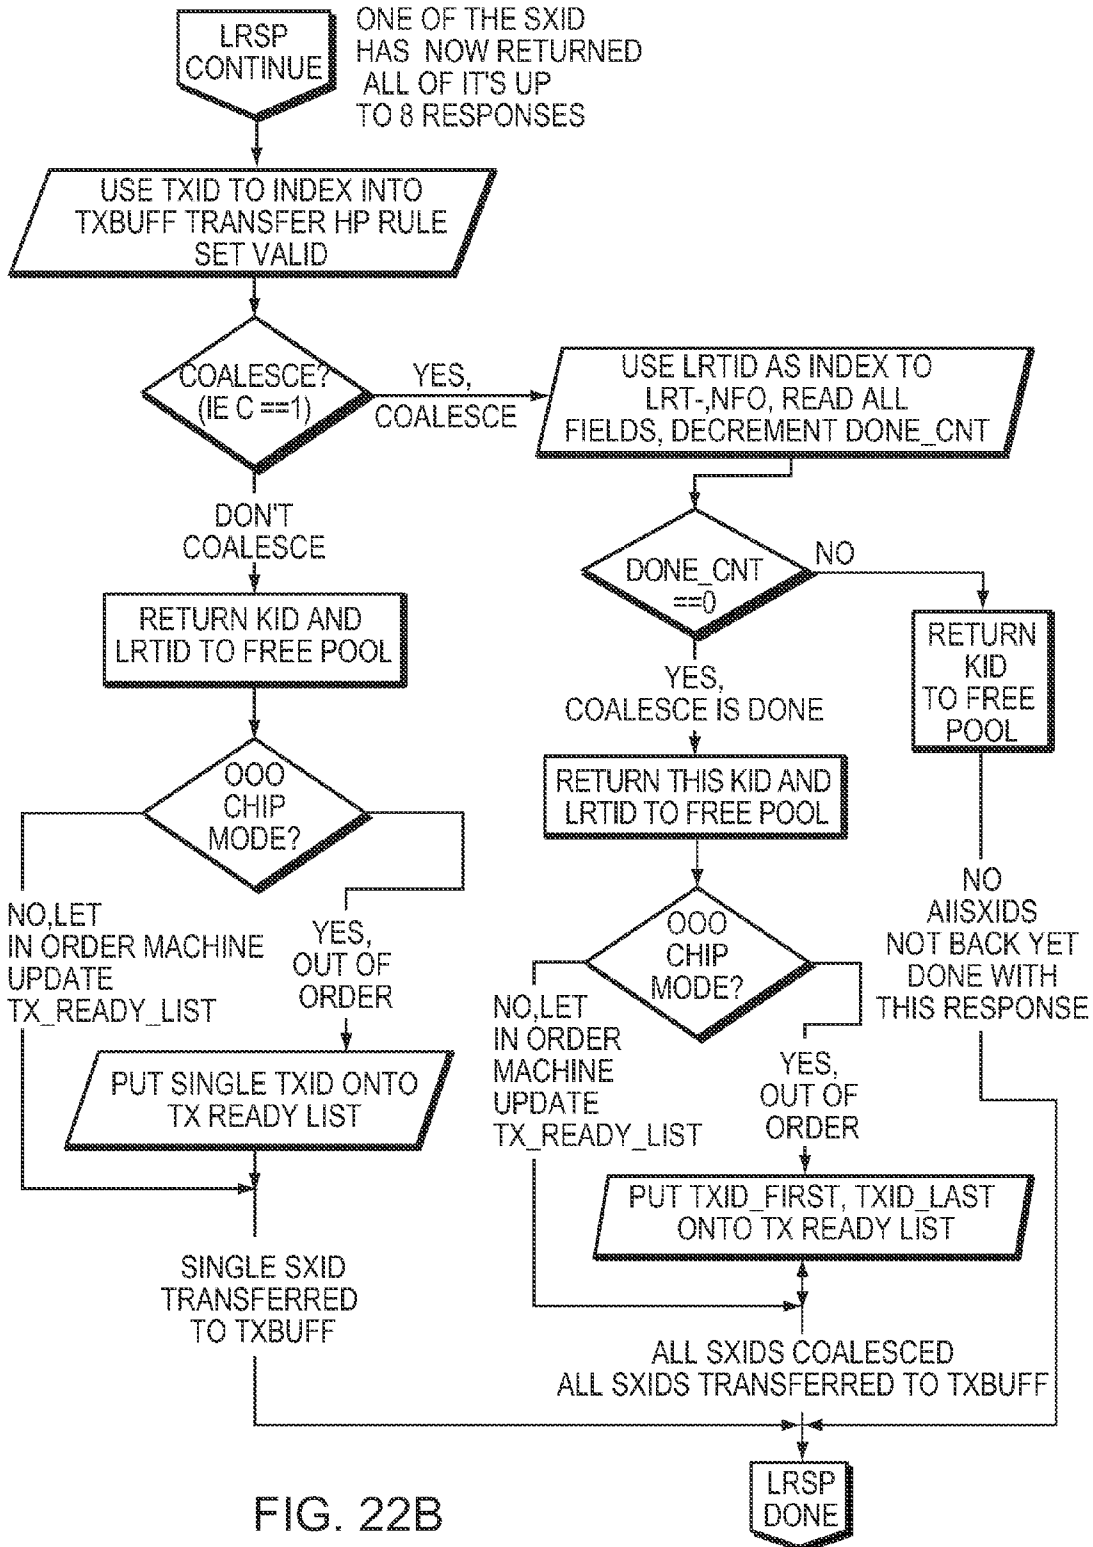 LRSP
CONTINUE
ONE OF THE SXID
HAS NOW RETURNED
ALL OF IT'S UP
TO 8 RESPONSES
USE TXID TO INDEX INTO
TXBUFF TRANSFER HP RULE
SET VALID
COALESCE?
(IE C ==1)
YES,
COALESCE
USE LRTID AS INDEX TO
LRT-,NFO, READ ALL
FIELDS, DECREMENT DONE_CNT
DON'T
COALESCE
DONE_CNT
==0
NO
RETURN KID AND
LRTID TO FREE POOL
RETURN
KID
TO FREE
POOL
YES,
COALESCE IS DONE
RETURN THIS KID AND
LRTID TO FREE POOL
OOO
CHIP
MODE?
NO,LET
IN ORDER MACHINE
UPDATE
TX_READY_LIST
YES,
OUT OF
ORDER
PUT SINGLE TXID ONTO
TX READY LIST
OOO
CHIP
MODE?
NO,LET
IN ORDER
MACHINE
UPDATE
TX_READY_LIST
YES,
OUT OF
ORDER
NO
AIISXIDS
NOT BACK YET
DONE WITH
THIS RESPONSE
PUT TXID_FIRST, TXID_LAST
ONTO TX READY LIST
SINGLE SXID
TRANSFERRED
TO TXBUFF
ALL SXIDS COALESCED
ALL SXIDS TRANSFERRED TO TXBUFF
LRSP
DONE
FIG. 22B